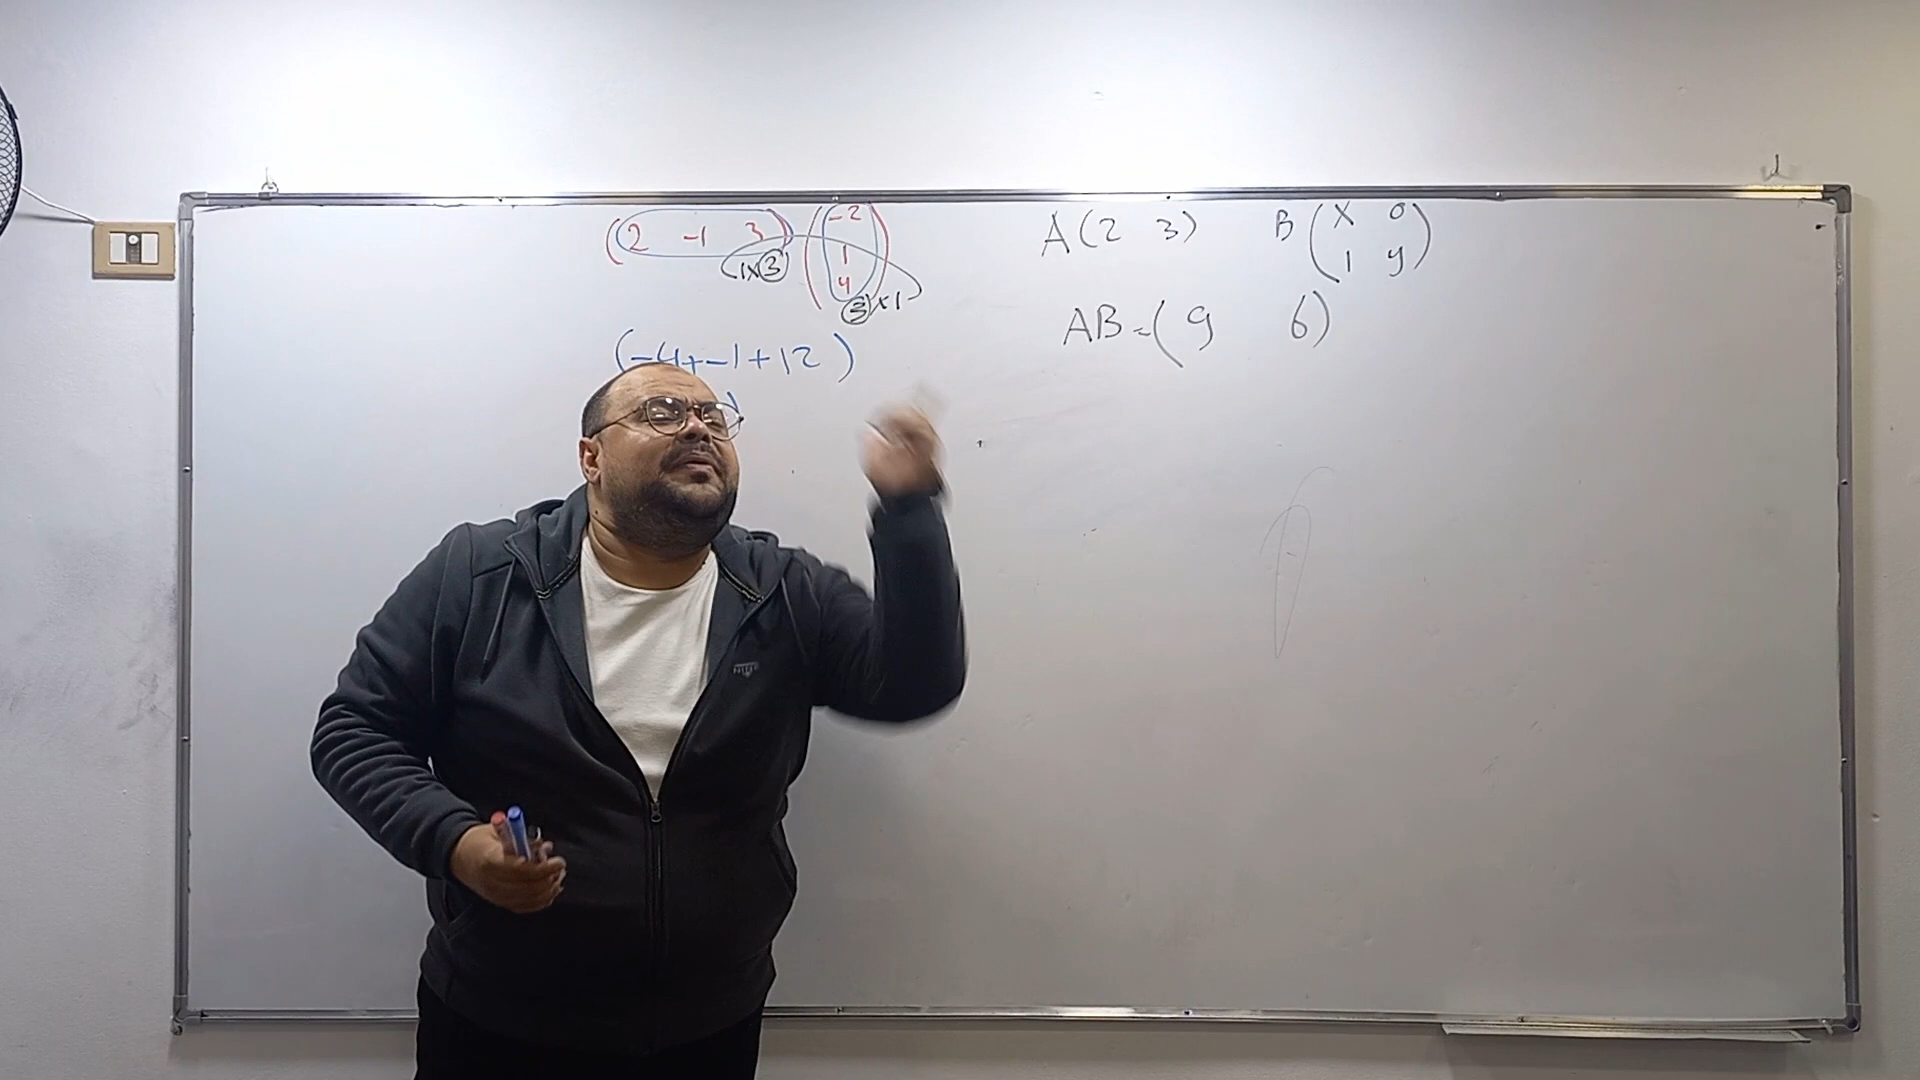 (2 -1 3) (-2
1
4)
1x3 3x1
(-4+-1+12)
A(2 3) B(x 0
1 y)
AB=(9 6)